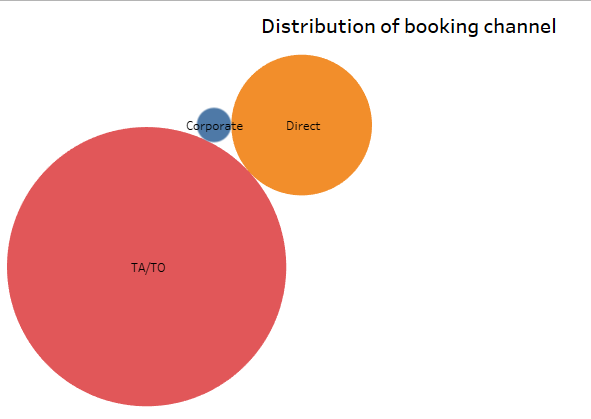 Distribution of booking channel
Corporate
Direct
TA/TO